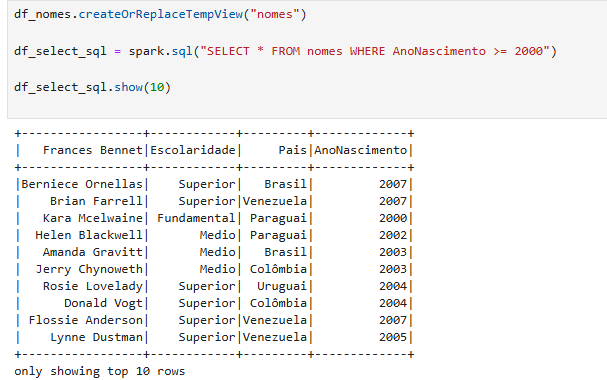 df_nomes.createOrReplaceTempView("nomes")
df_select_sql = spark.sql("SELECT * FROM nomes WHERE AnoNascimento >= 2000")
df_select_sql.show(10)
+----------------+------------+---------+-------------+
|   Frances Bennet|Escolaridade|     Pais|AnoNascimento|
+----------------+------------+---------+-------------+
|Berniece Ornellas|    Superior|   Brasil|         2007|
|    Brian Farrell|    Superior|Venezuela|         2007|
|   Kara Mcelwaine| Fundamental| Paraguai|         2000|
|  Helen Blackwell|       Medio| Paraguai|         2002|
|   Amanda Gravitt|       Medio|   Brasil|         2003|
|  Jerry Chynoweth|       Medio| Colômbia|         2003|
|   Rosie Lovelady|    Superior|  Uruguai|         2004|
|      Donald Vogt|    Superior| Colômbia|         2004|
| Flossie Anderson|    Superior|Venezuela|         2007|
|    Lynne Dustman|    Superior|Venezuela|         2005|
+----------------+------------+---------+-------------+
only showing top 10 rows